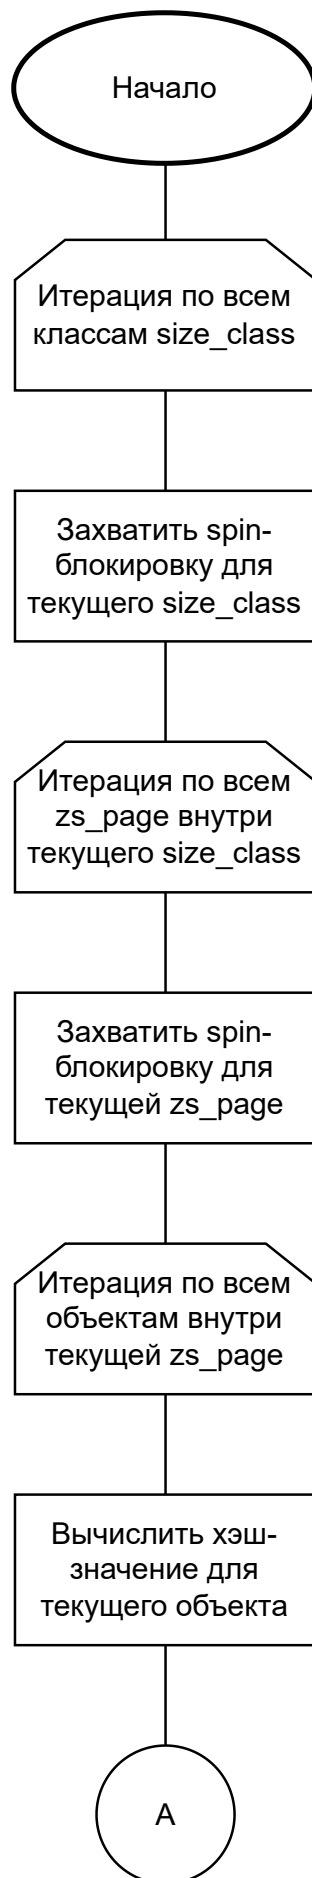 Начало
Итерация по всем
классам size_class
Захватить spin-
блокировку для
текущего size_class
Итерация по всем
zs_page внутри
текущего size_class
Захватить spin-
блокировку для
текущей zs_page
Итерация по всем
объектам внутри
текущей zs_page
Вычислить хэш-
значение для
текущего объекта
А